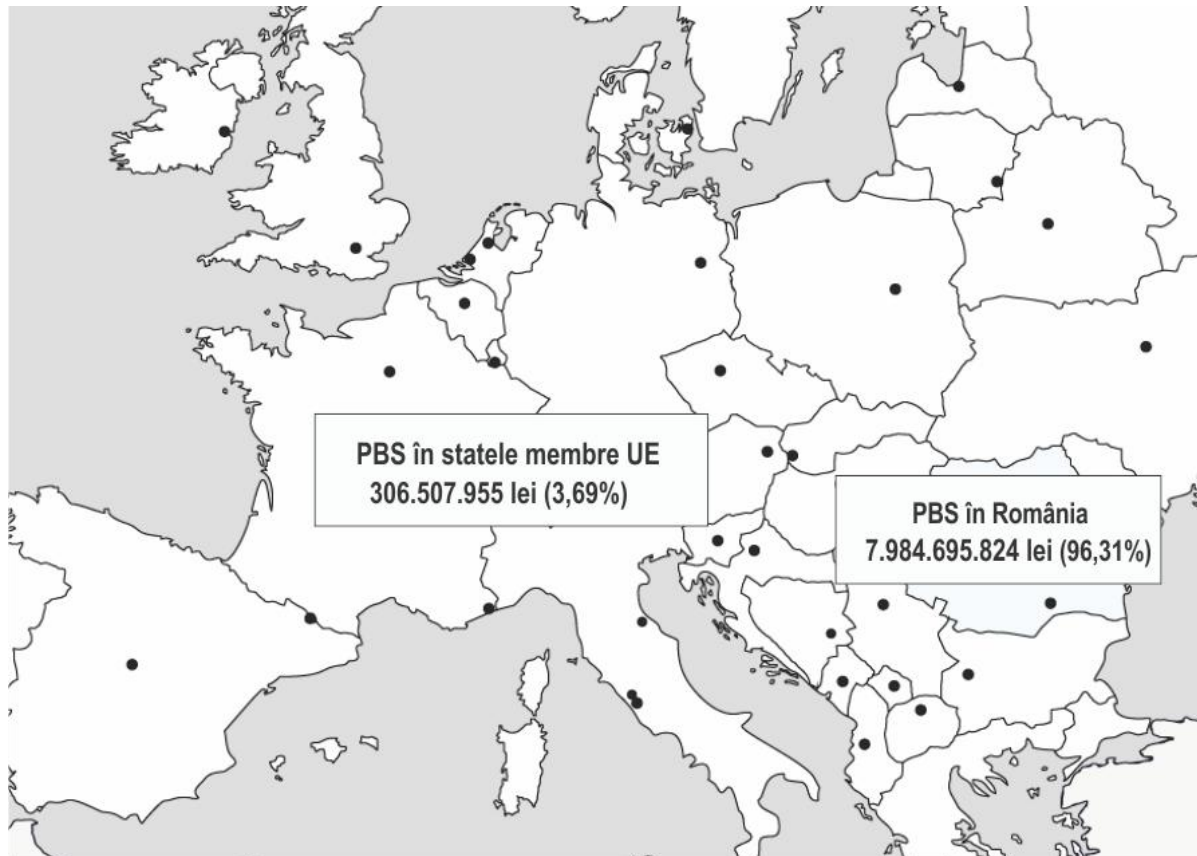 PBS în statele membre UE
306.507.955 lei (3,69%)
PBS în România
7.984.695.824 lei (96,31%)